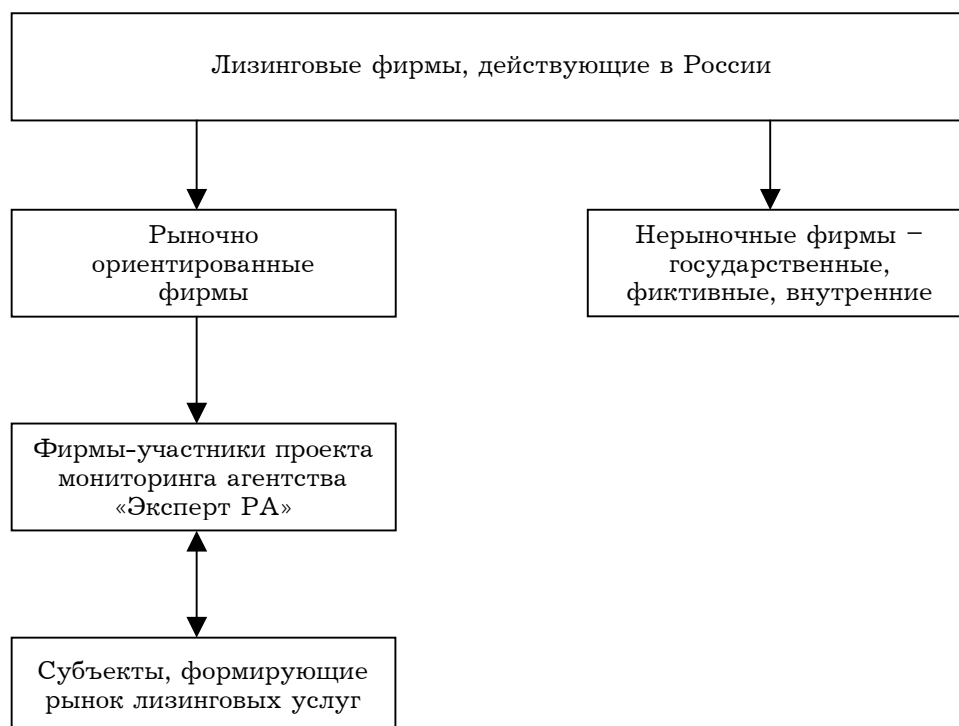 Лизинговые фирмы, действующие в России
Рыночно
ориентированные
фирмы
Нерыночные фирмы –
государственные,
фиктивные, внутренние
Фирмы-участники проекта
мониторинга агентства
«Эксперт РА»
Субъекты, формирующие
рынок лизинговых услуг